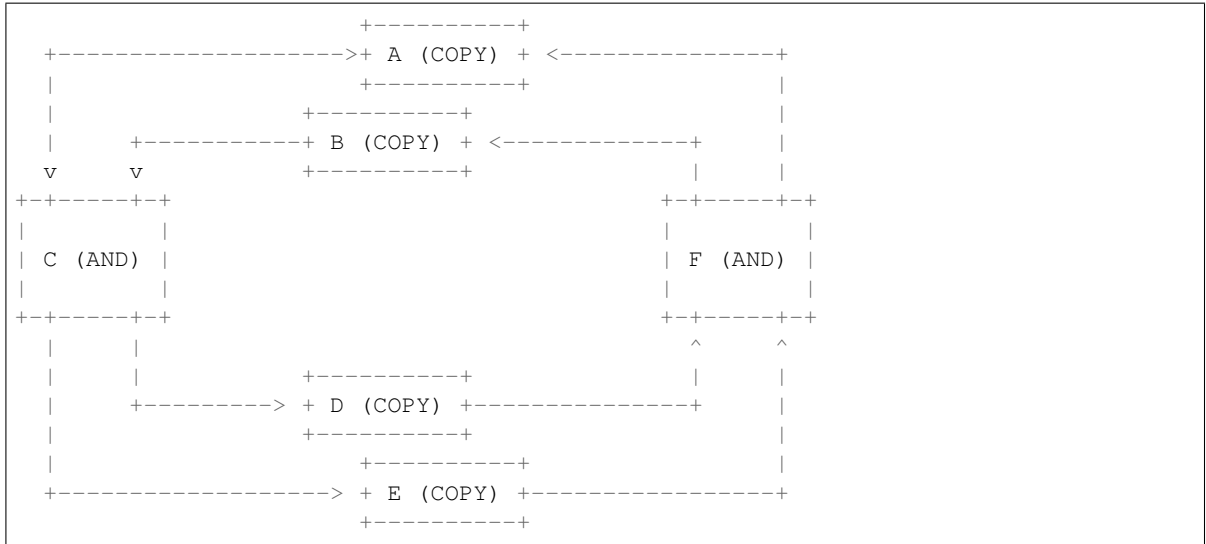 A (COPY)
B (COPY)
v v
C (AND) F (AND)
^ ^
D (COPY)
E (COPY)